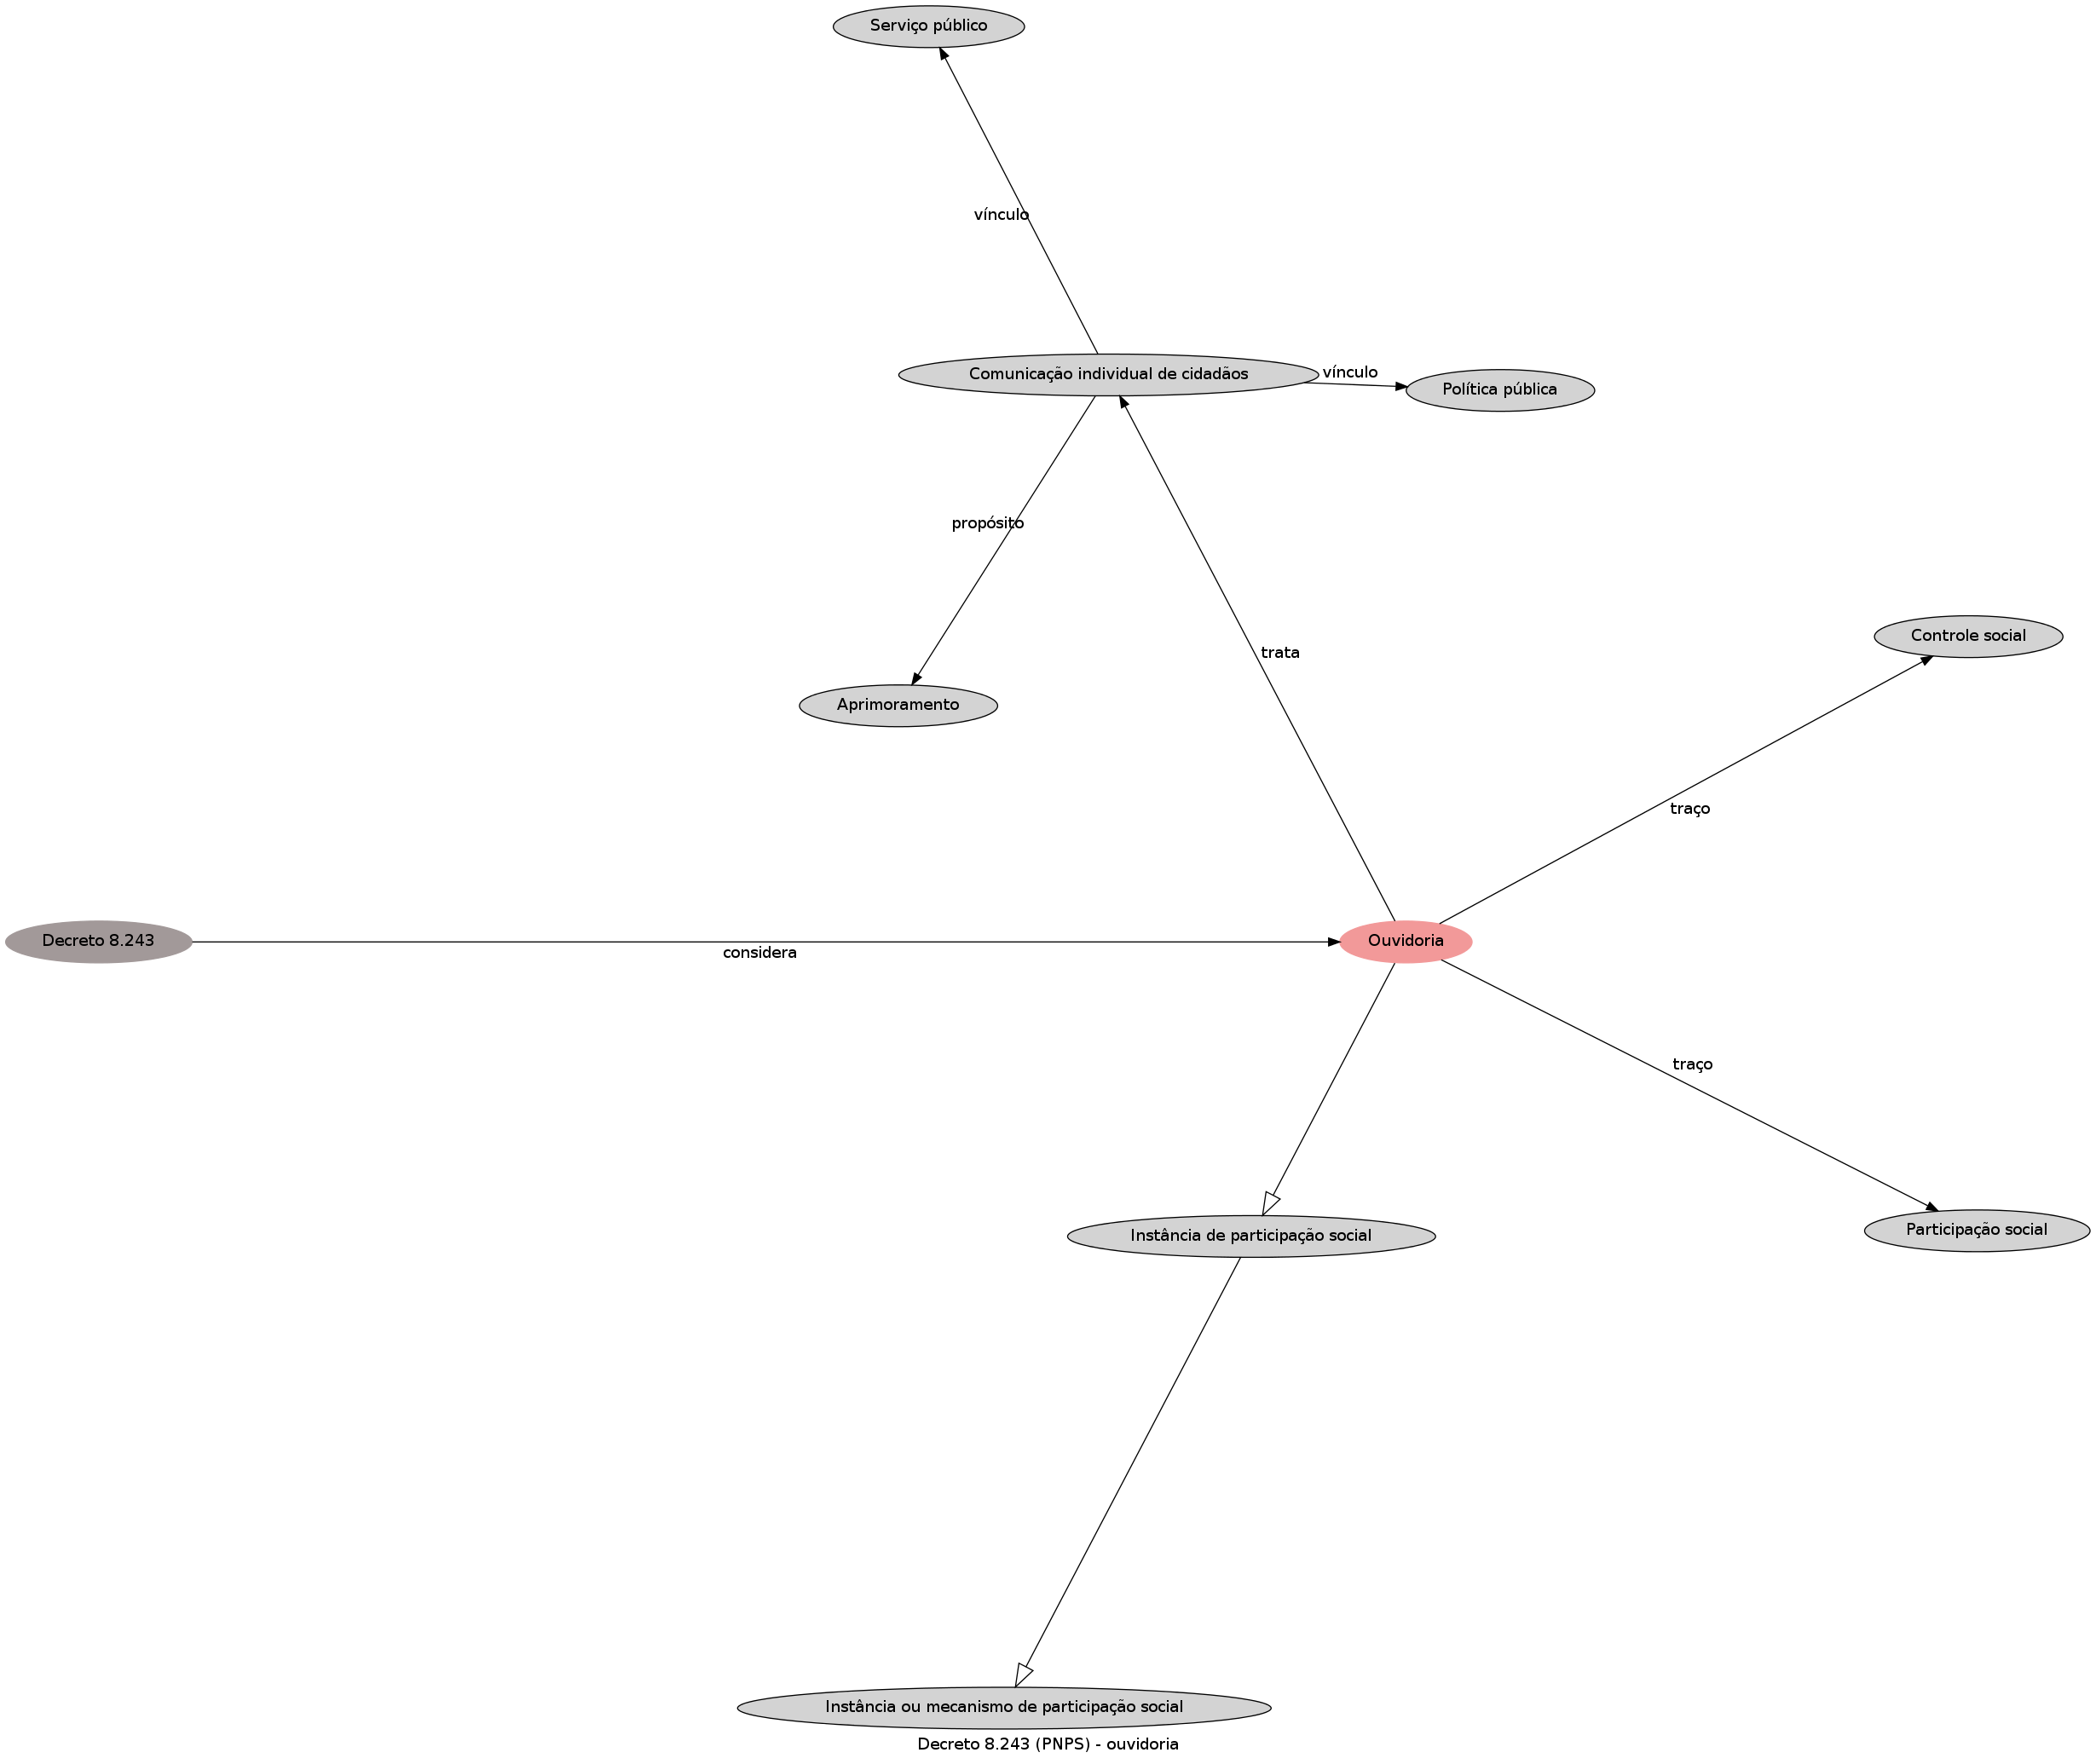 Serviço público
vínculo
Comunicação individual de cidadãos
vínculo
Política pública
propósito
Controle social
trata
Aprimoramento
traço
Decreto 8.243
considera
Ouvidoria
traço
Participação social
Instância de participação social
Instância ou mecanismo de participação social
Decreto 8.243 (PNPS) - ouvidoria